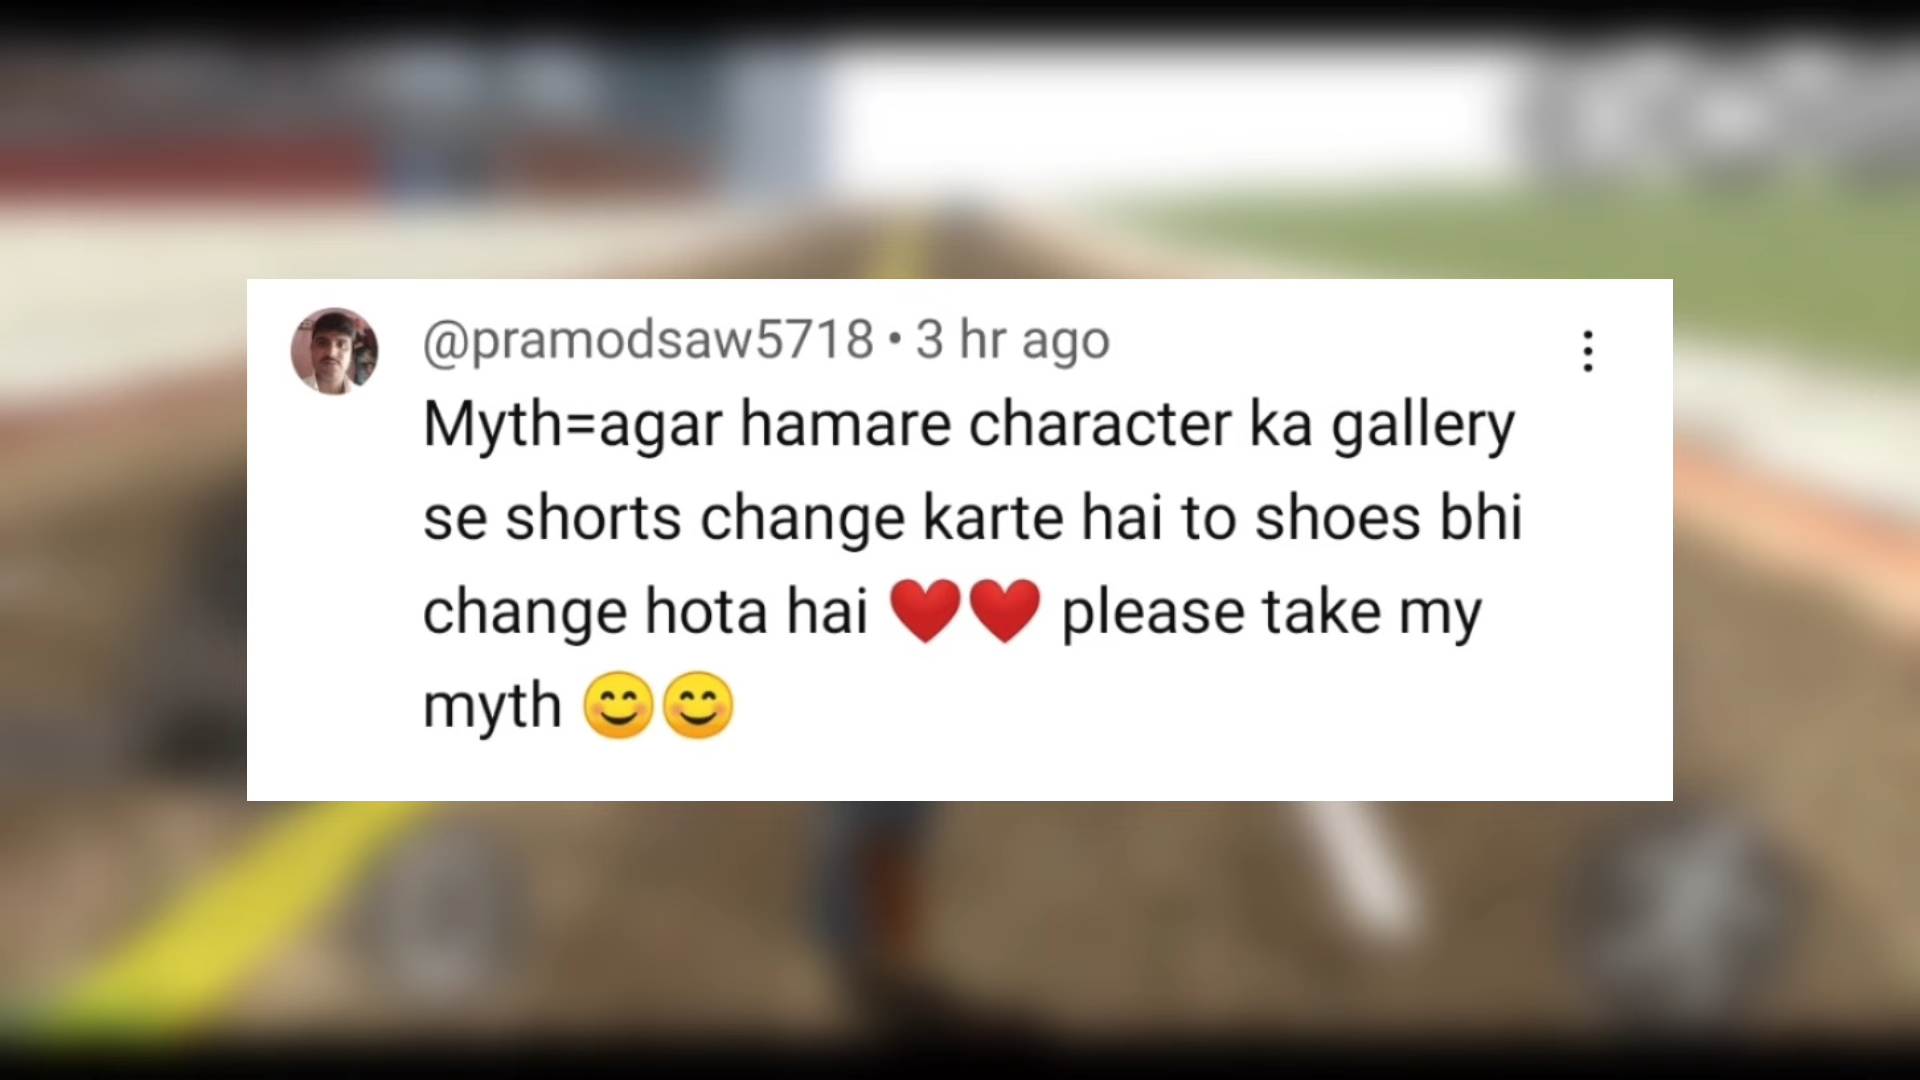 @pramodsaw5718 • 3 hr ago
Myth=agar hamare character ka gallery
se shorts change karte hai to shoes bhi
change hota hai ❤️❤️ please take my
myth 😊😊